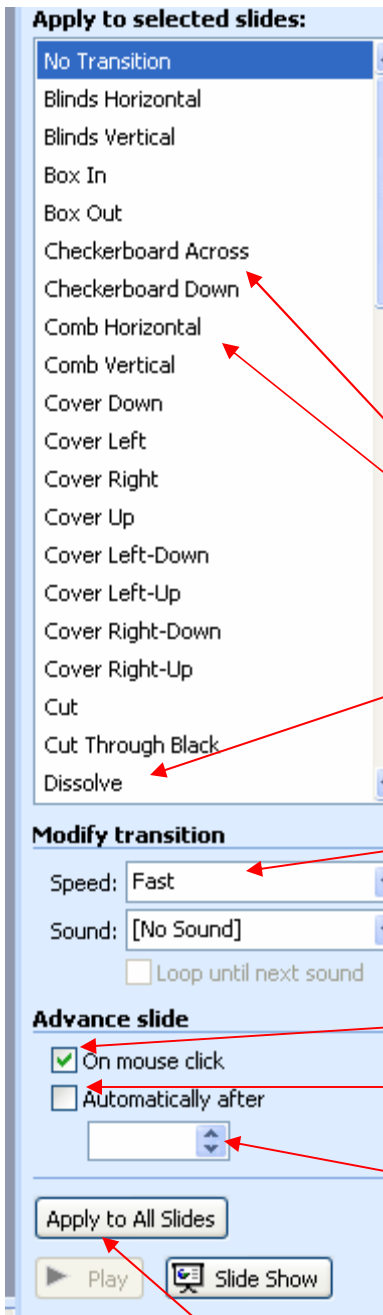 Apply to selected slides:
No Transition
Blinds Horizontal
Blinds Vertical
Box In
Box Out
Checkerboard Across
Checkerboard Down
Comb Horizontal
Comb Vertical
Cover Down
Cover Left
Cover Right
Cover Up
Cover Left-Down
Cover Left-Up
Cover Right-Down
Cover Right-Up
Cut
Cut Through Black
Dissolve
Modify transition
Speed: Fast
Sound: [No Sound]
Loop until next sound
Advance slide
On mouse click
Automatically after
Apply to All Slides
Play Slide Show